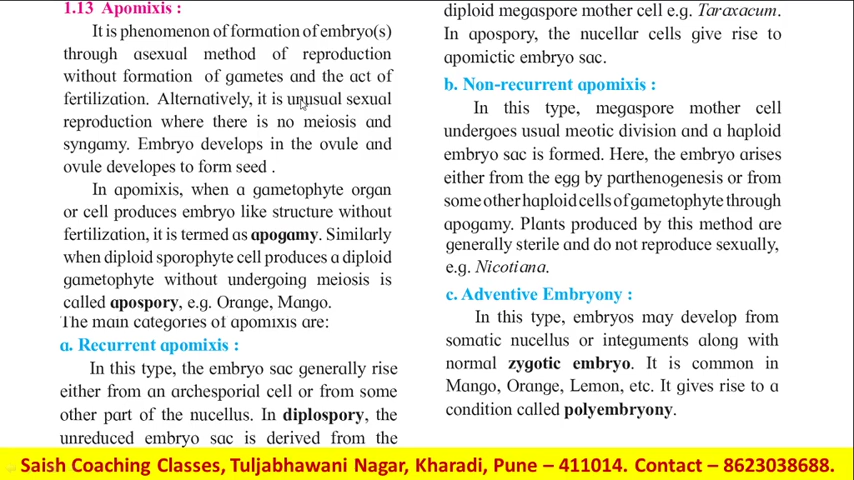 1.13 Apomixis :
It is phenomenon of formation of embryo(s)
through asexual method of reproduction
without formation of gametes and the act of
fertilization. Alternatively, it is unusual sexual
reproduction where there is no meiosis and
syngamy. Embryo develops in the ovule and
ovule developes to form seed .
In apomixis, when a gametophyte organ
or cell produces embryo like structure without
fertilization, it is termed as apogamy. Similarly
when diploid sporophyte cell produces a diploid
gametophyte without undergoing meiosis is
called apospory, e.g. Orange, Mango.
The main categories of apomixis are:
a. Recurrent apomixis :
In this type, the embryo sac generally rise
either from an archesporial cell or from some
other part of the nucellus. In diplospory, the
unreduced embryo sac is derived from the
diploid megaspore mother cell e.g. Taraxacum.
In apospory, the nucellar cells give rise to
apomictic embryo sac.
b. Non-recurrent apomixis :
In this type, megaspore mother cell
undergoes usual meotic division and a haploid
embryo sac is formed. Here, the embryo arises
either from the egg by parthenogenesis or from
some other haploid cells of gametophyte through
apogamy. Plants produced by this method are
generally sterile and do not reproduce sexually,
e.g. Nicotiana.
c. Adventive Embryony :
In this type, embryos may develop from
somatic nucellus or integuments along with
normal zygotic embryo. It is common in
Mango, Orange, Lemon, etc. It gives rise to a
condition called polyembryony.
Saish Coaching Classes, Tuljabhawani Nagar, Kharadi, Pune – 411014. Contact – 8623038688.